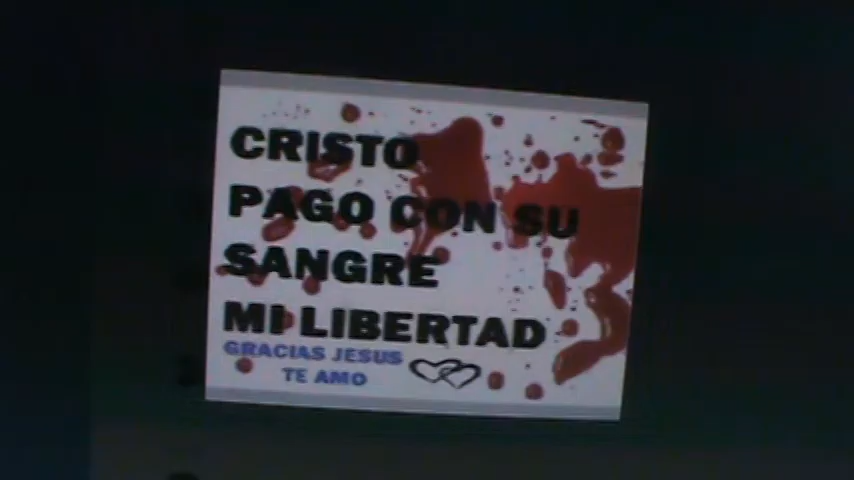 CRISTO
PAGO CON SU
SANGRE
MI LIBERTAD
GRACIAS JESUS
TE AMO